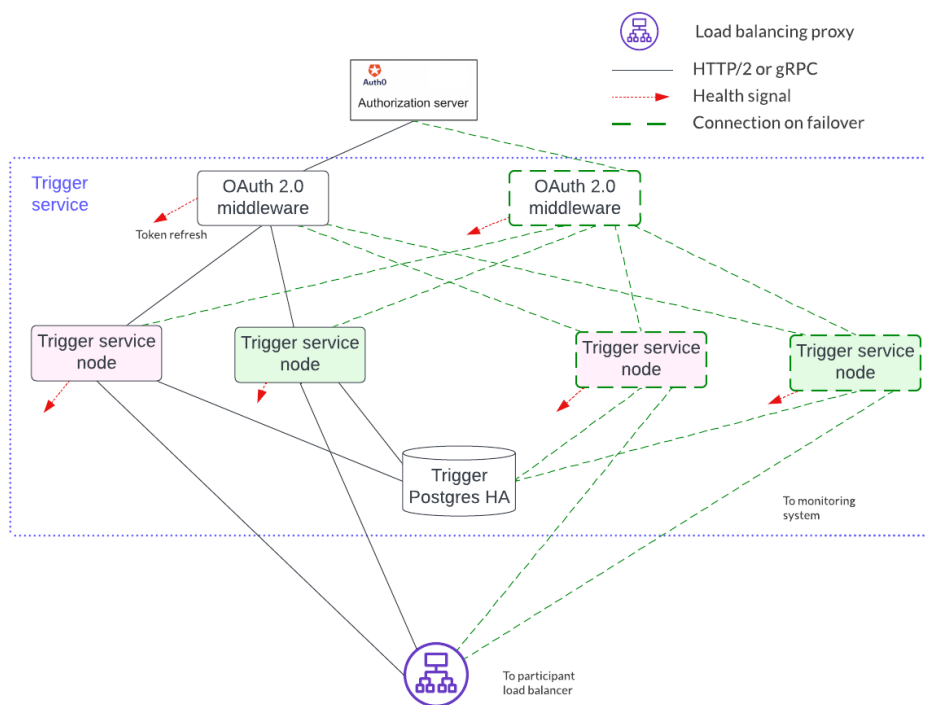 Load balancing proxy
HTTP/2 or gRPC
Health signal
Connection on failover
Auth0
Authorization server
Trigger
service
OAuth 2.0
middleware
OAuth 2.0
middleware
Token refresh
Trigger service
node
Trigger service
node
Trigger service
node
Trigger service
node
Trigger
Postgres HA
To monitoring
system
To participant
load balancer